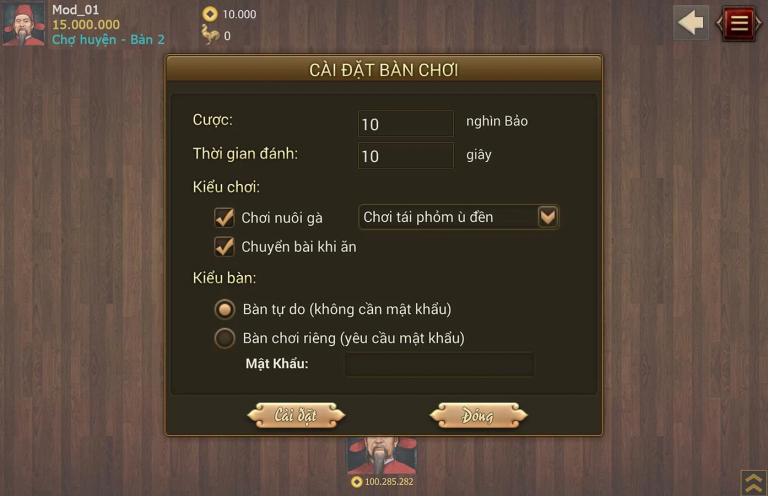 Mod_01
15.000.000
Chợ huyện - Bàn 2
10.000
0
CÀI ĐẶT BÀN CHƠI
Cược:
10
nghìn Bảo
Thời gian đánh:
10
giây
Kiểu chơi:
Chơi nuôi gà
Chơi tái phỏm ù đền
Chuyển bài khi ăn
Kiểu bàn:
Bàn tự do (không cần mật khẩu)
Bàn chơi riêng (yêu cầu mật khẩu)
Mật Khẩu:
Cài đặt
Đóng
100.285.282